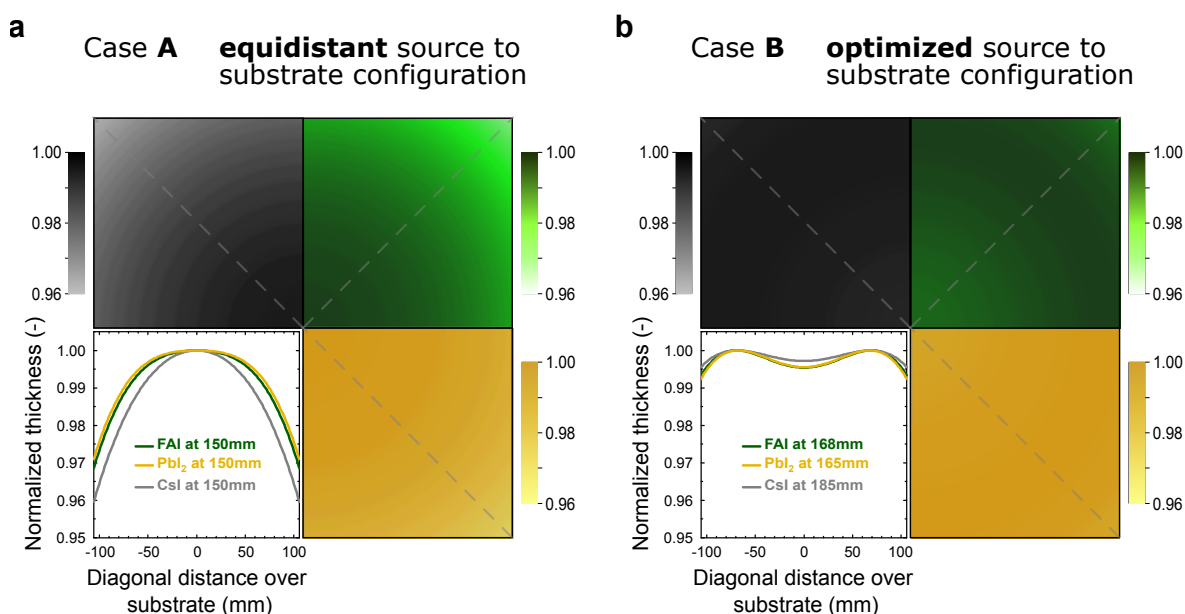 a
Case A equidistant source to
substrate configuration
1.00
0.98
0.96
1.00
0.98
0.96
Normalized thickness (-)
1.00
0.99
0.98
0.97
0.96
0.95
FAI at 150mm
PbI₂ at 150mm
CsI at 150mm
1.00
0.98
0.96
-100 -50 0 50 100
Diagonal distance over
substrate (mm)
b
Case B optimized source to
substrate configuration
1.00
0.98
0.96
1.00
0.98
0.96
Normalized thickness (-)
1.00
0.99
0.98
0.97
0.96
0.95
FAI at 168mm
PbI₂ at 165mm
CsI at 185mm
1.00
0.98
0.96
-100 -50 0 50 100
Diagonal distance over
substrate (mm)